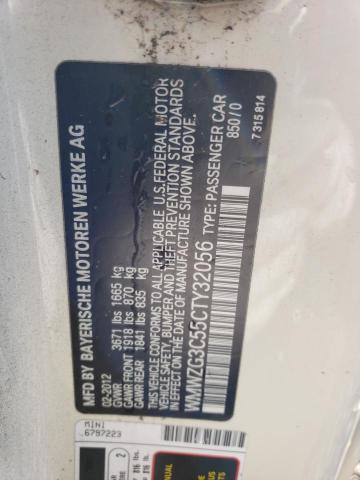 MFD BY BAYERISCHE MOTOREN WERKE AG
02-2012
GVWR 3671 lbs 1665 kg
GAWR FRONT 1918 lbs 870 kg
GAWR REAR 1841 lbs 835 kg
THIS VEHICLE CONFORMS TO ALL APPLICABLE U.S.FEDERAL MOTOR
VEHICLE SAFETY, BUMPER, AND THEFT PREVENTION STANDARDS
IN EFFECT ON THE DATE OF MANUFACTURE SHOWN ABOVE.
WMWZG3C55CTY32056 TYPE: PASSENGER CAR
850/0
7 315 814
MINI
6797223
2
816 lbs.